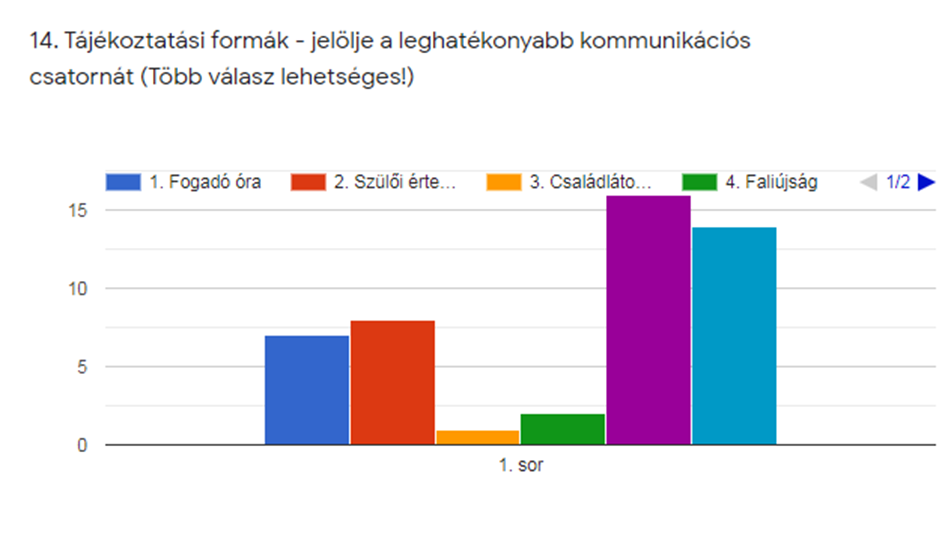 14. Tájékoztatási formák - jelölje a leghatékonyabb kommunikációs
csatornát (Több válasz lehetséges!)
1. Fogadó óra 2. Szülői érte... 3. Családláto... 4. Faliújság 1/2
15
10
5
0
1. sor